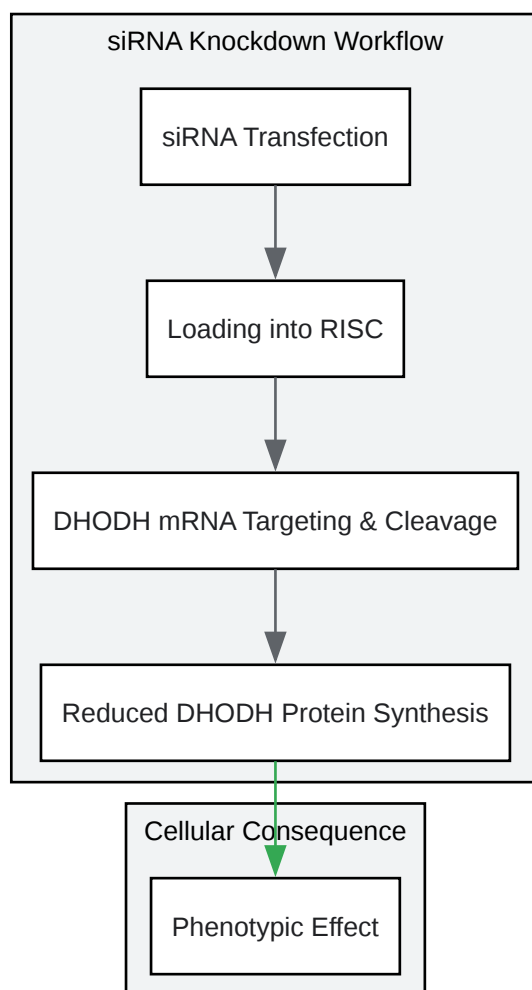 siRNA Knockdown Workflow
siRNA Transfection
Loading into RISC
DHODH mRNA Targeting & Cleavage
Reduced DHODH Protein Synthesis
Cellular Consequence
Phenotypic Effect